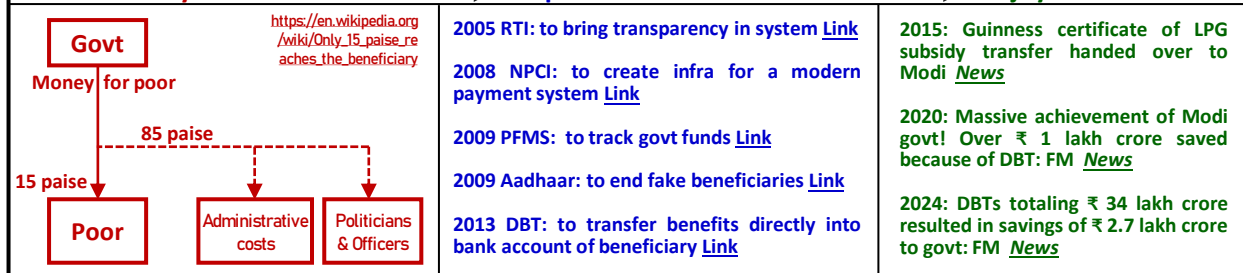 Govt
https://en.wikipedia.org
/wiki/Only_15_paise_re
aches_the_beneficiary
Money for poor
85 paise
15 paise
Poor
Administrative
costs
Politicians
& Officers
2005 RTI: to bring transparency in system Link
2008 NPCI: to create infra for a modern
payment system Link
2009 PFMS: to track govt funds Link
2009 Aadhaar: to end fake beneficiaries Link
2013 DBT: to transfer benefits directly into
bank account of beneficiary Link
2015: Guinness certificate of LPG
subsidy transfer handed over to
Modi News
2020: Massive achievement of Modi
govt! Over ₹ 1 lakh crore saved
because of DBT: FM News
2024: DBTs totaling ₹ 34 lakh crore
resulted in savings of ₹ 2.7 lakh crore
to govt: FM News